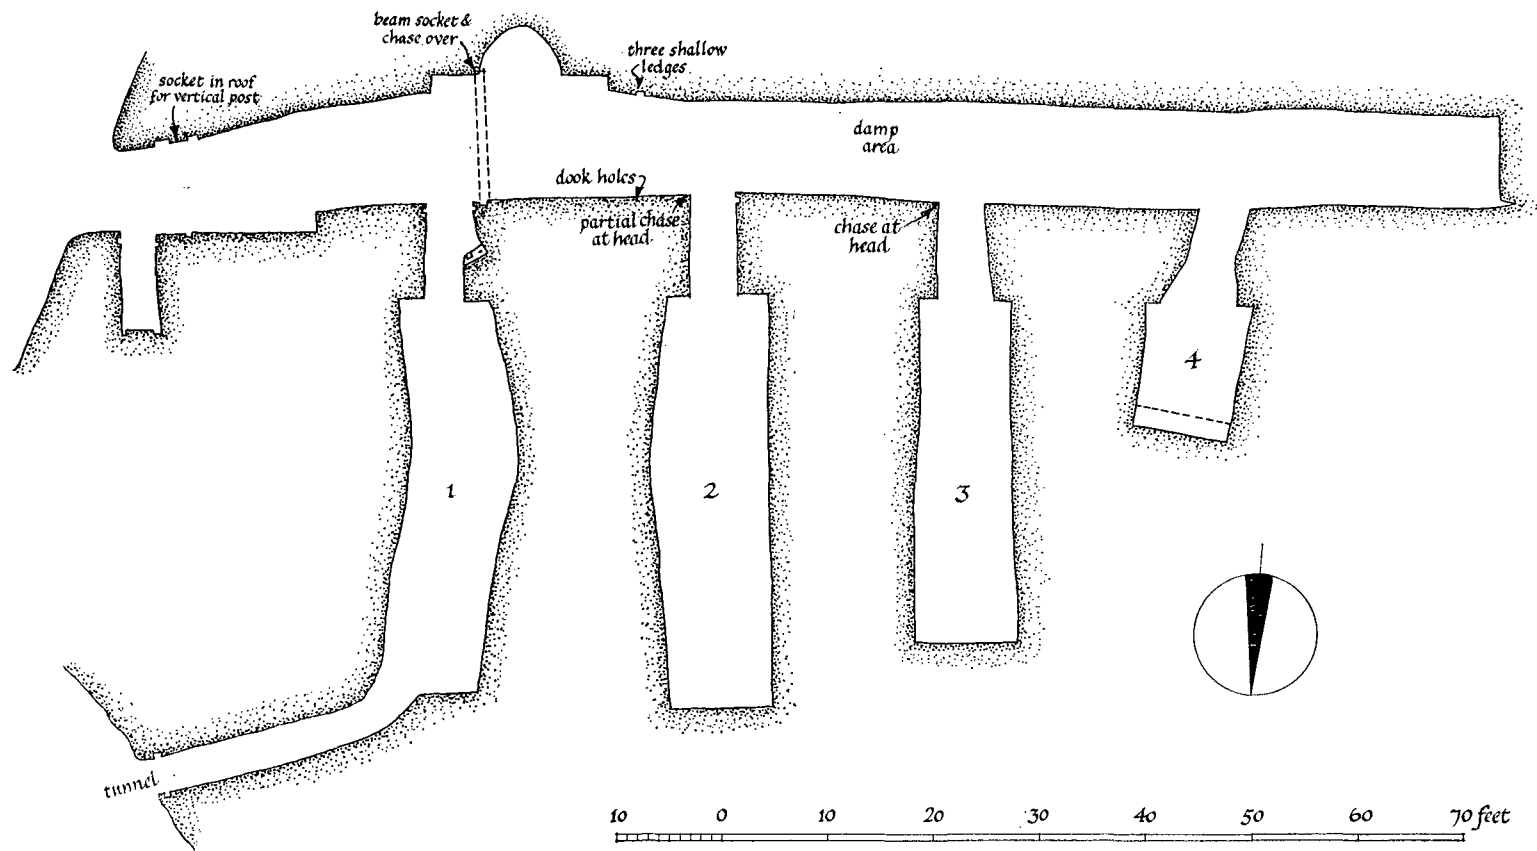 beam socket &
chase over
three shallow
ledges
socket in roof
for vertical post
damp
area
dook holes
partial chase
at head
chase at
head
4
1
2
3
tunnel
10 0 10 20 30 40 50 60 70 feet